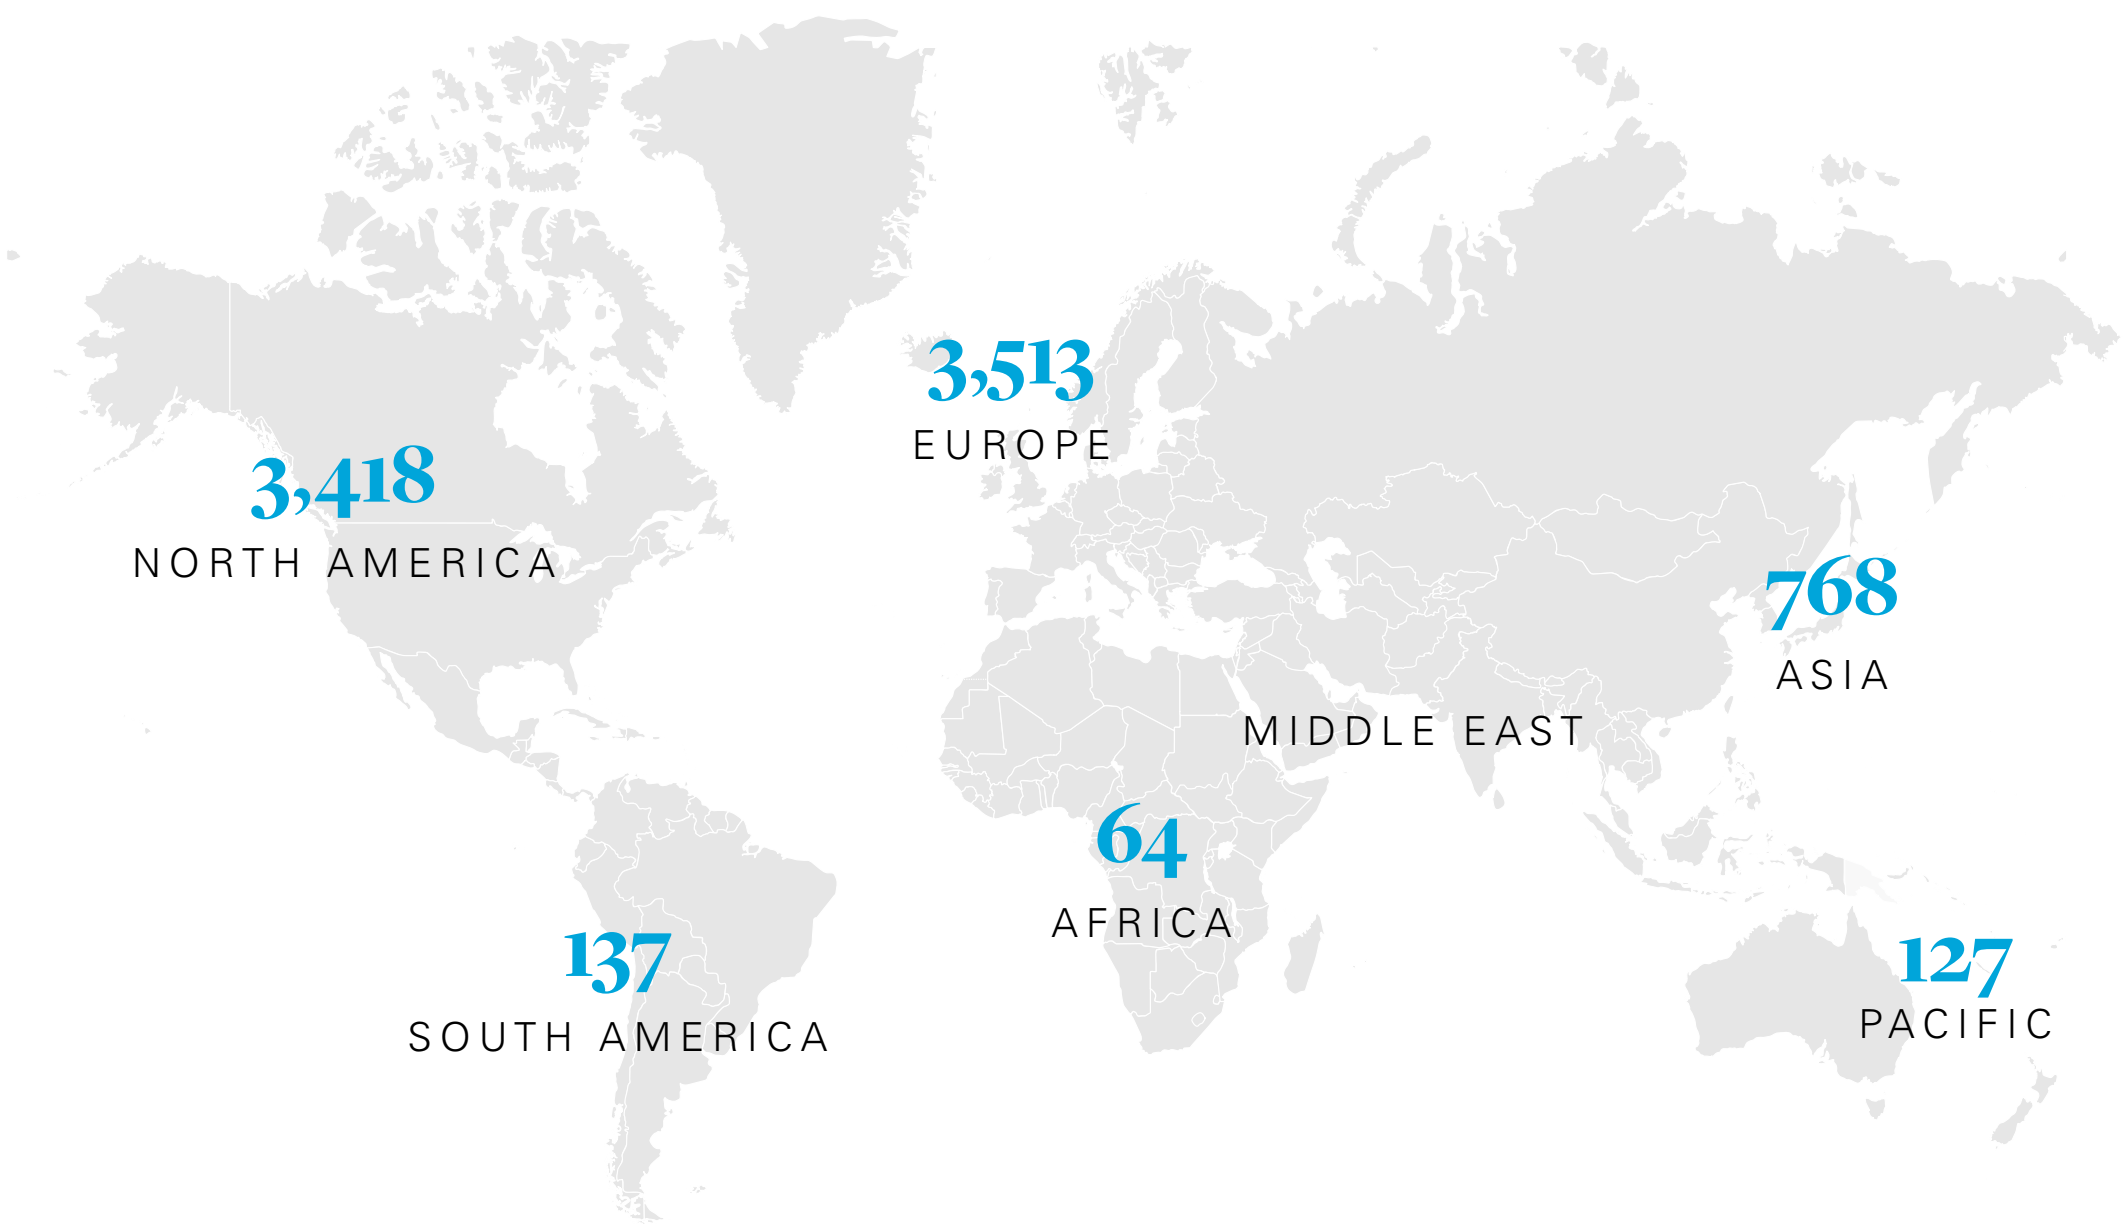 3,513
EUROPE
3,418
NORTH AMERICA
768
ASIA
MIDDLE EAST
64
AFRICA
137
SOUTH AMERICA
127
PACIFIC